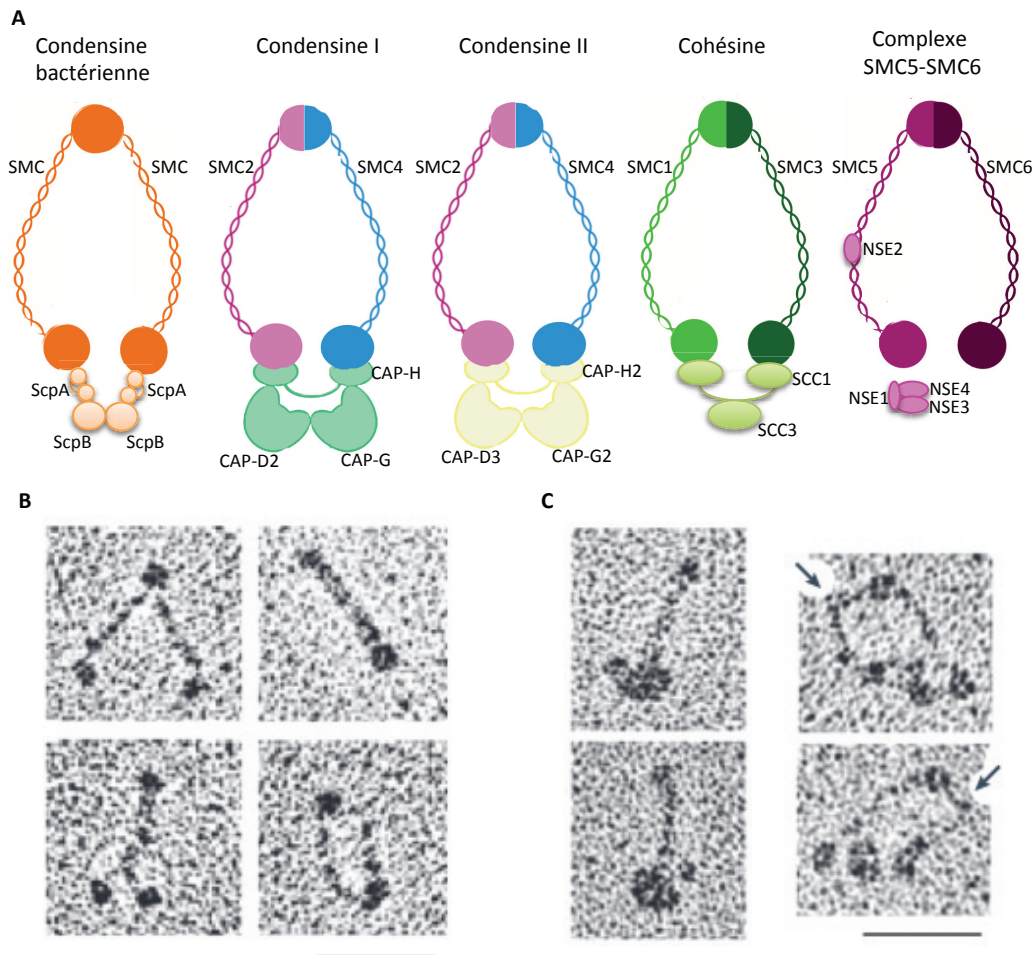 A
Condensine
bactérienne
Condensine I
Condensine II
Cohésine
Complexe
SMC5-SMC6
SMC
SMC
SMC2
SMC4
SMC2
SMC4
SMC1
SMC3
SMC5
SMC6
NSE2
ScpA
ScpA
ScpB
ScpB
CAP-H
CAP-D2
CAP-G
CAP-H2
CAP-D3
CAP-G2
SCC1
SCC3
NSE1
NSE4
NSE3
B
C